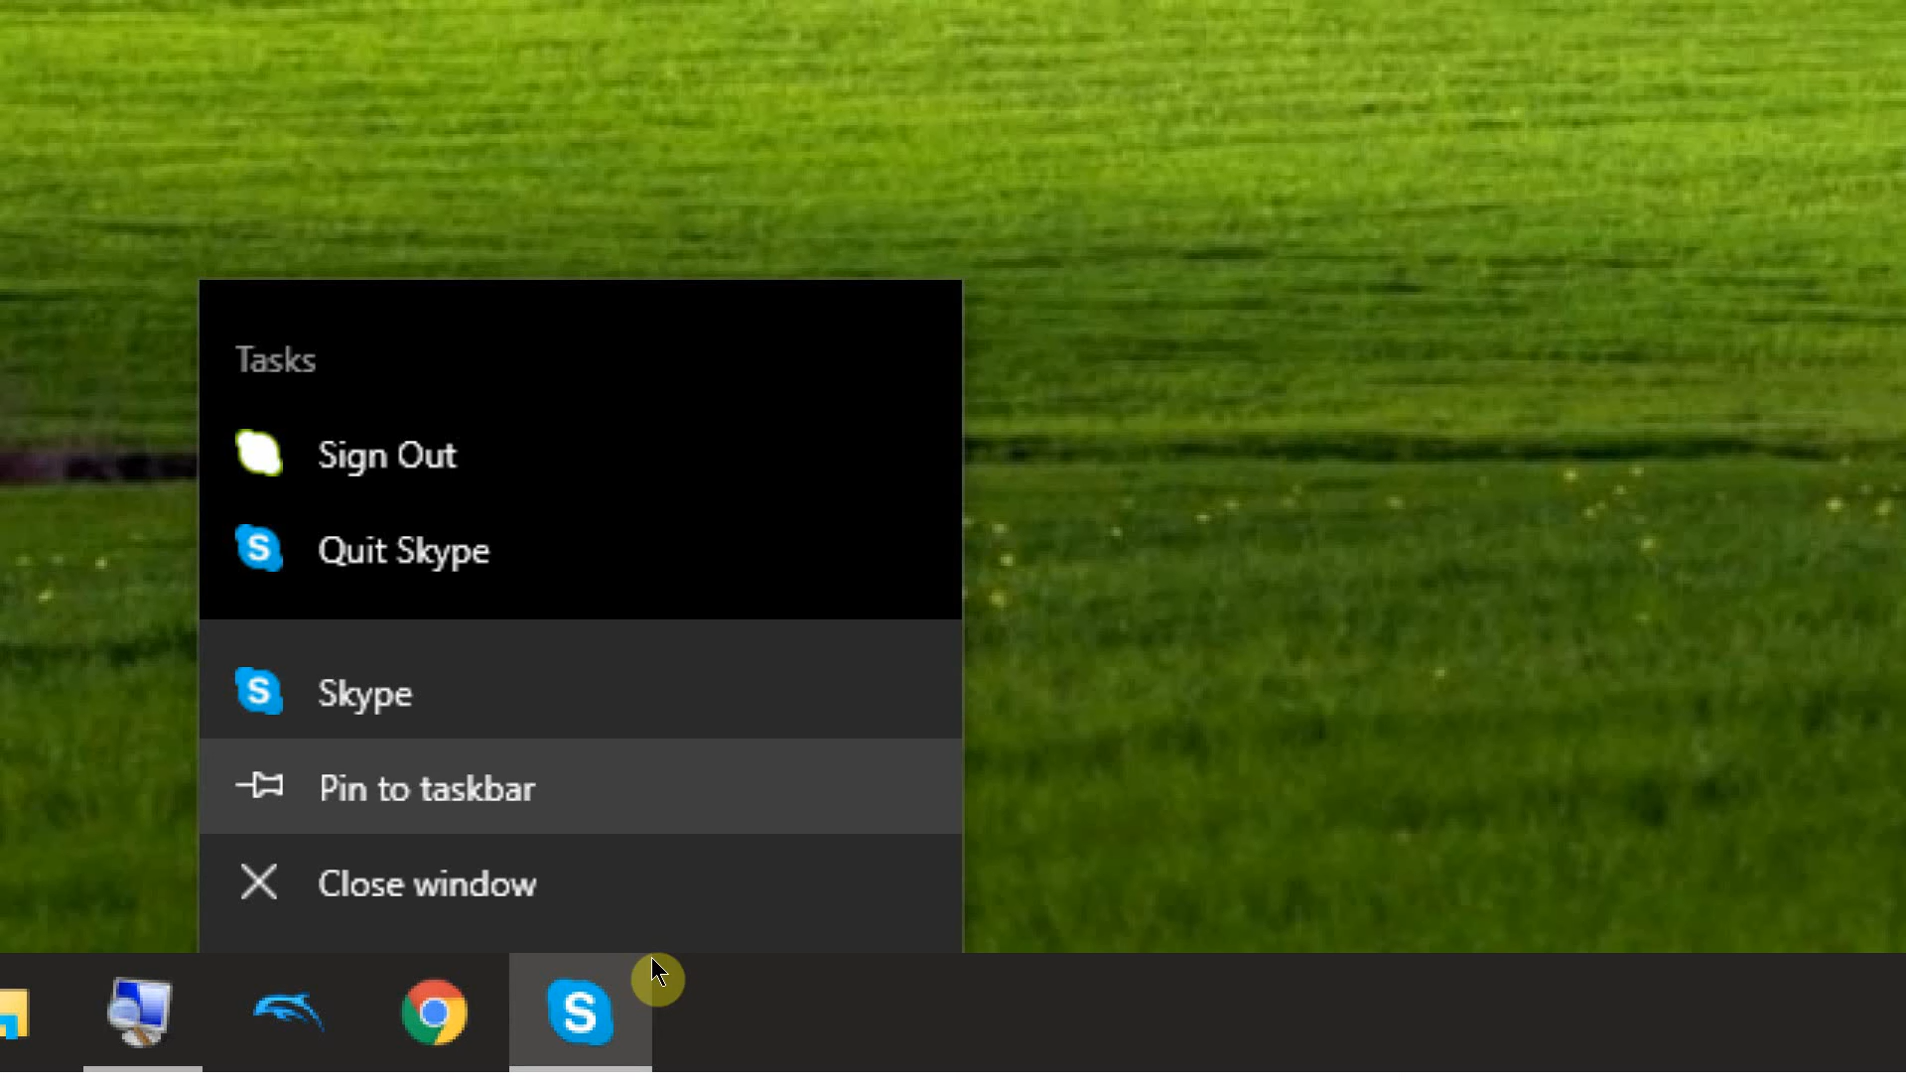 Tasks
Sign Out
S Quit Skype
S Skype
Pin to taskbar
Close window
S